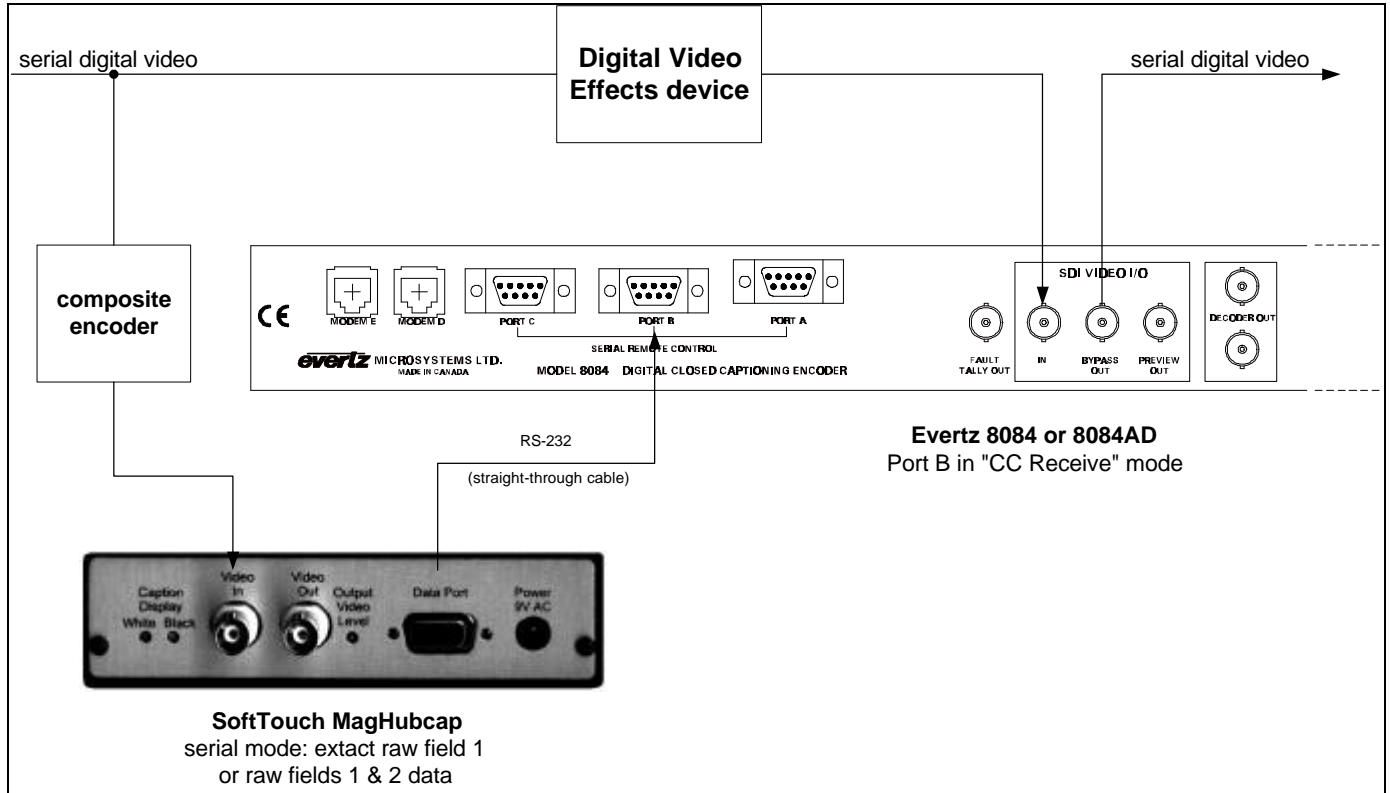 serial digital video
Digital Video
Effects device
serial digital video
composite
encoder
CE
MODEM E
MODEM D
PORT C
PORT B
PORT A
SERIAL REMOTE CONTROL
evertz MICROSYSTEMS LTD.
MADE IN CANADA
MODEL 8084 DIGITAL CLOSED CAPTIONING ENCODER
FAULT
TALLY OUT
SDI VIDEO I/O
IN
BYPASS
OUT
PREVIEW
OUT
DECODER OUT
RS-232
(straight-through cable)
Evertz 8084 or 8084AD
Port B in "CC Receive" mode
Caption
Display
White Black
Video
In
Video
Out
Output
Video
Level
Data Port
Power
9V AC
SoftTouch MagHubcap
serial mode: extact raw field 1
or raw fields 1 & 2 data